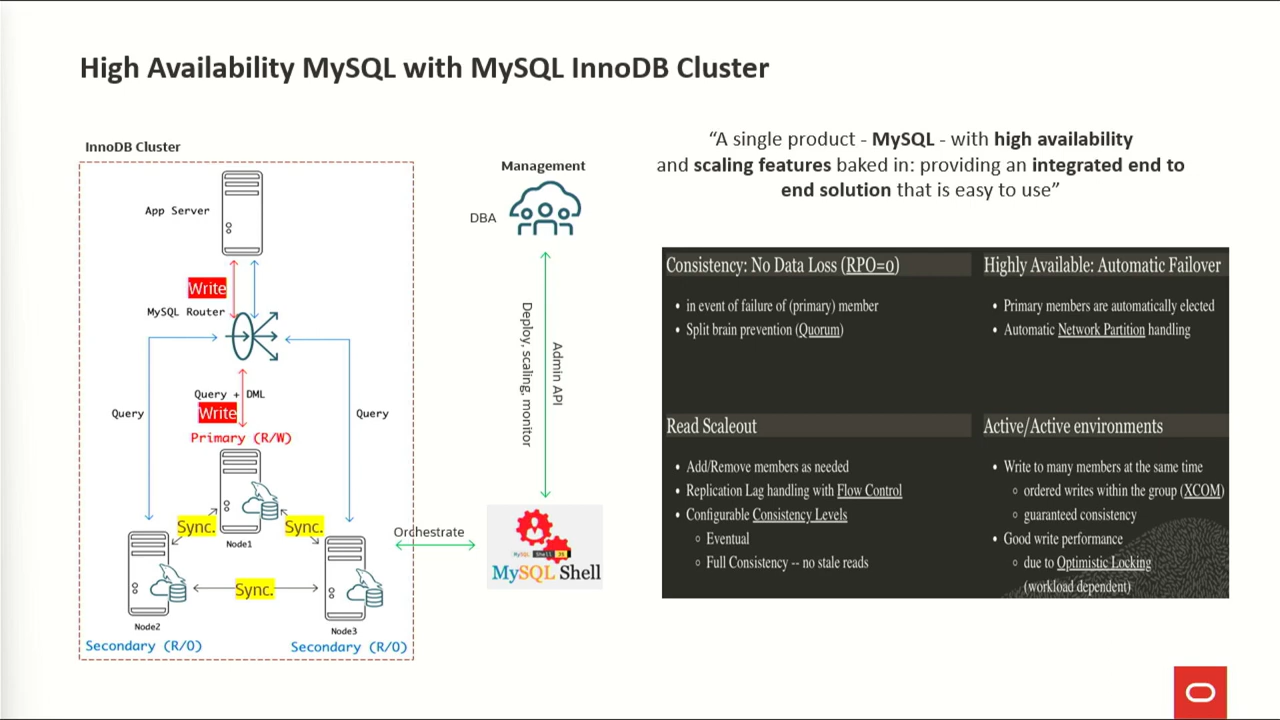 High Availability MySQL with MySQL InnoDB Cluster
InnoDB Cluster
App Server
Write
MySQL Router
Query + DML
Write
Query
Query
Primary (R/W)
Sync.
Sync.
Node1
Sync.
Node2
Node3
Secondary (R/O)
Secondary (R/O)
Management
DBA
Deploy, scaling, monitor
Admin API
Orchestrate
MySQL Shell JS
MySQL Shell
“A single product - MySQL - with high availability
and scaling features baked in: providing an integrated end to
end solution that is easy to use”
Consistency: No Data Loss (RPO=0)
• in event of failure of (primary) member
• Split brain prevention (Quorum)
Highly Available: Automatic Failover
• Primary members are automatically elected
• Automatic Network Partition handling
Read Scaleout
• Add/Remove members as needed
• Replication Lag handling with Flow Control
• Configurable Consistency Levels
◦ Eventual
◦ Full Consistency -- no stale reads
Active/Active environments
• Write to many members at the same time
◦ ordered writes within the group (XCOM)
◦ guaranteed consistency
• Good write performance
◦ due to Optimistic Locking
(workload dependent)